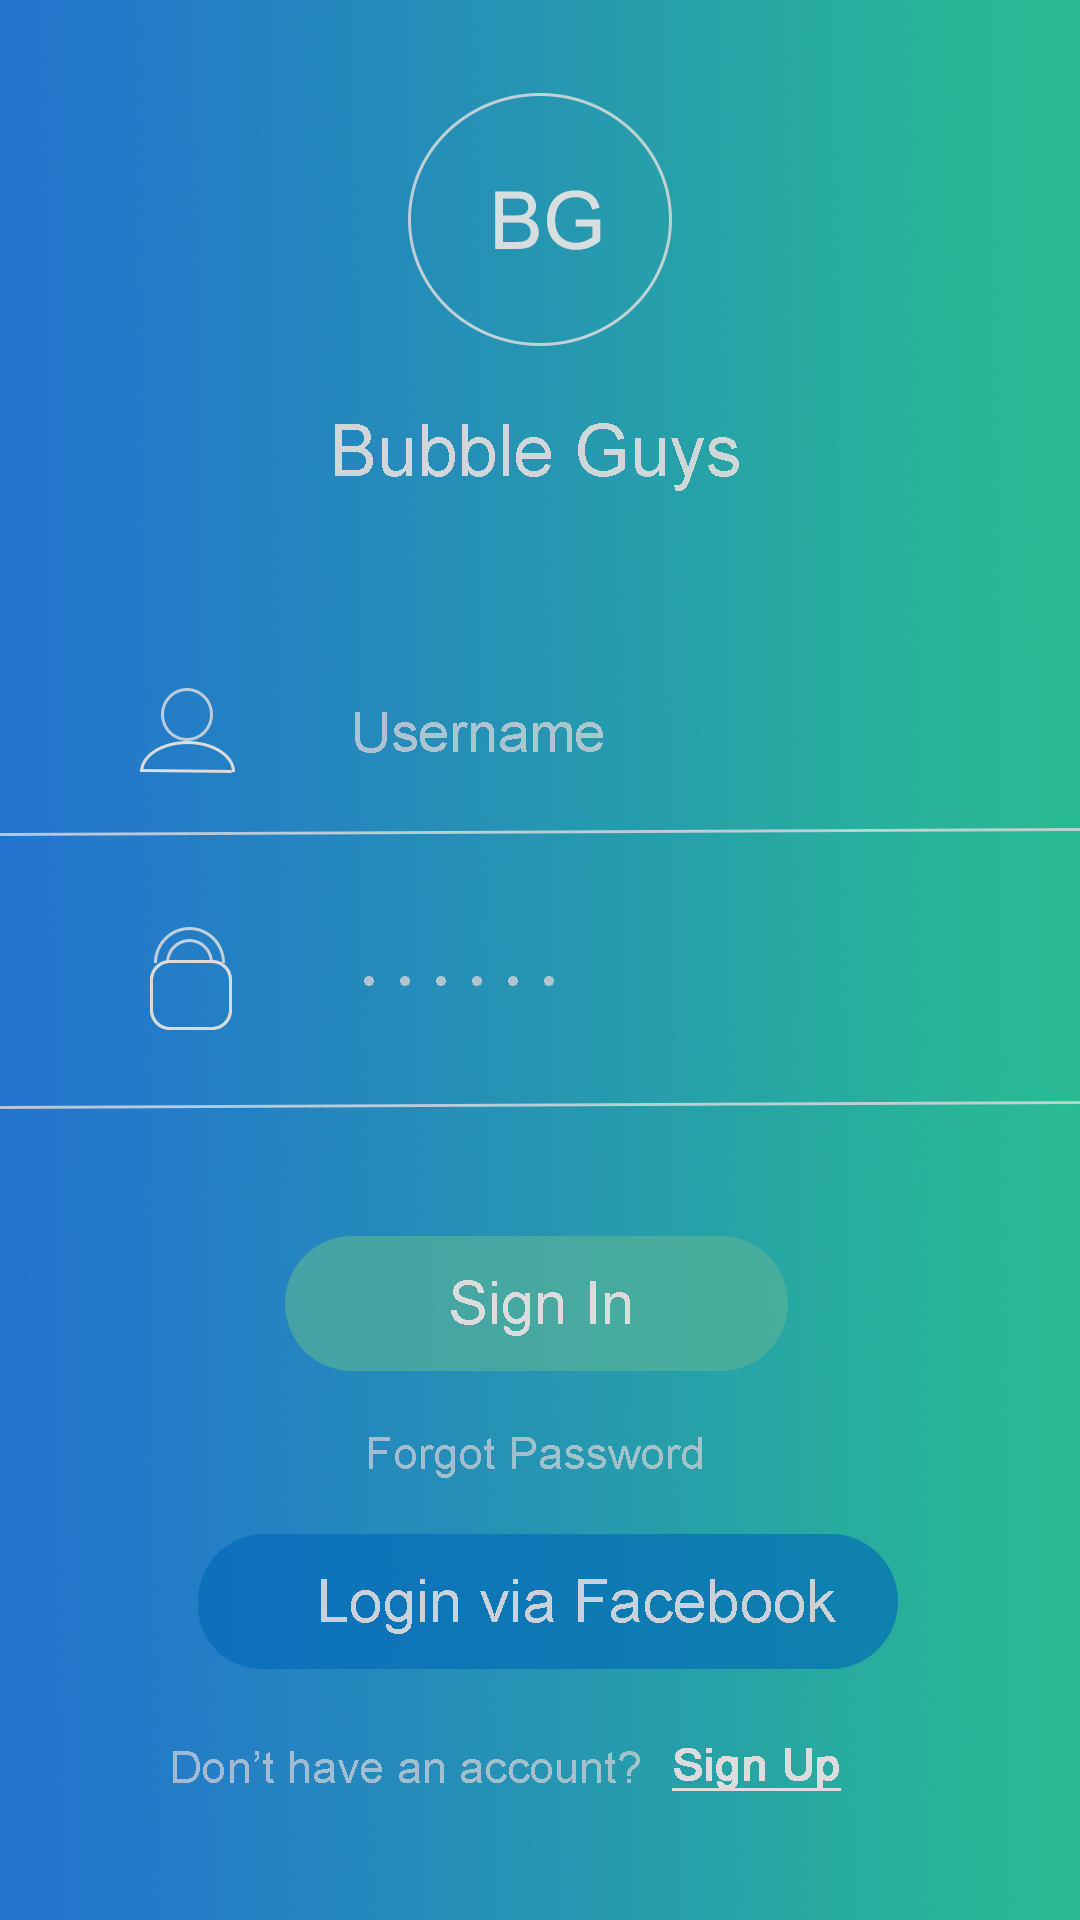 BG
Bubble Guys
Username
Sign In
Forgot Password
Login via Facebook
Don’t have an account? Sign Up